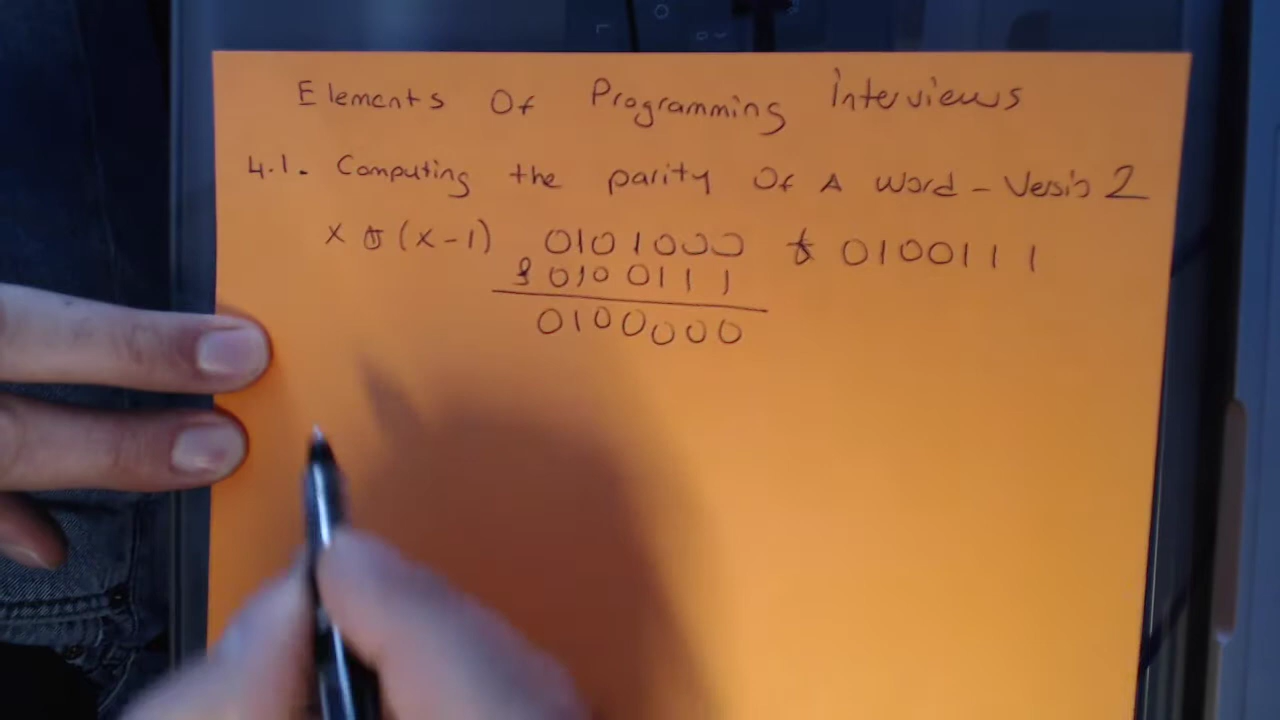 Elements Of Programming Interviews
4.1. Computing the parity Of A Word - Versio 2
x & (x-1) 0101000 & 0100111
& 0100111
0100000